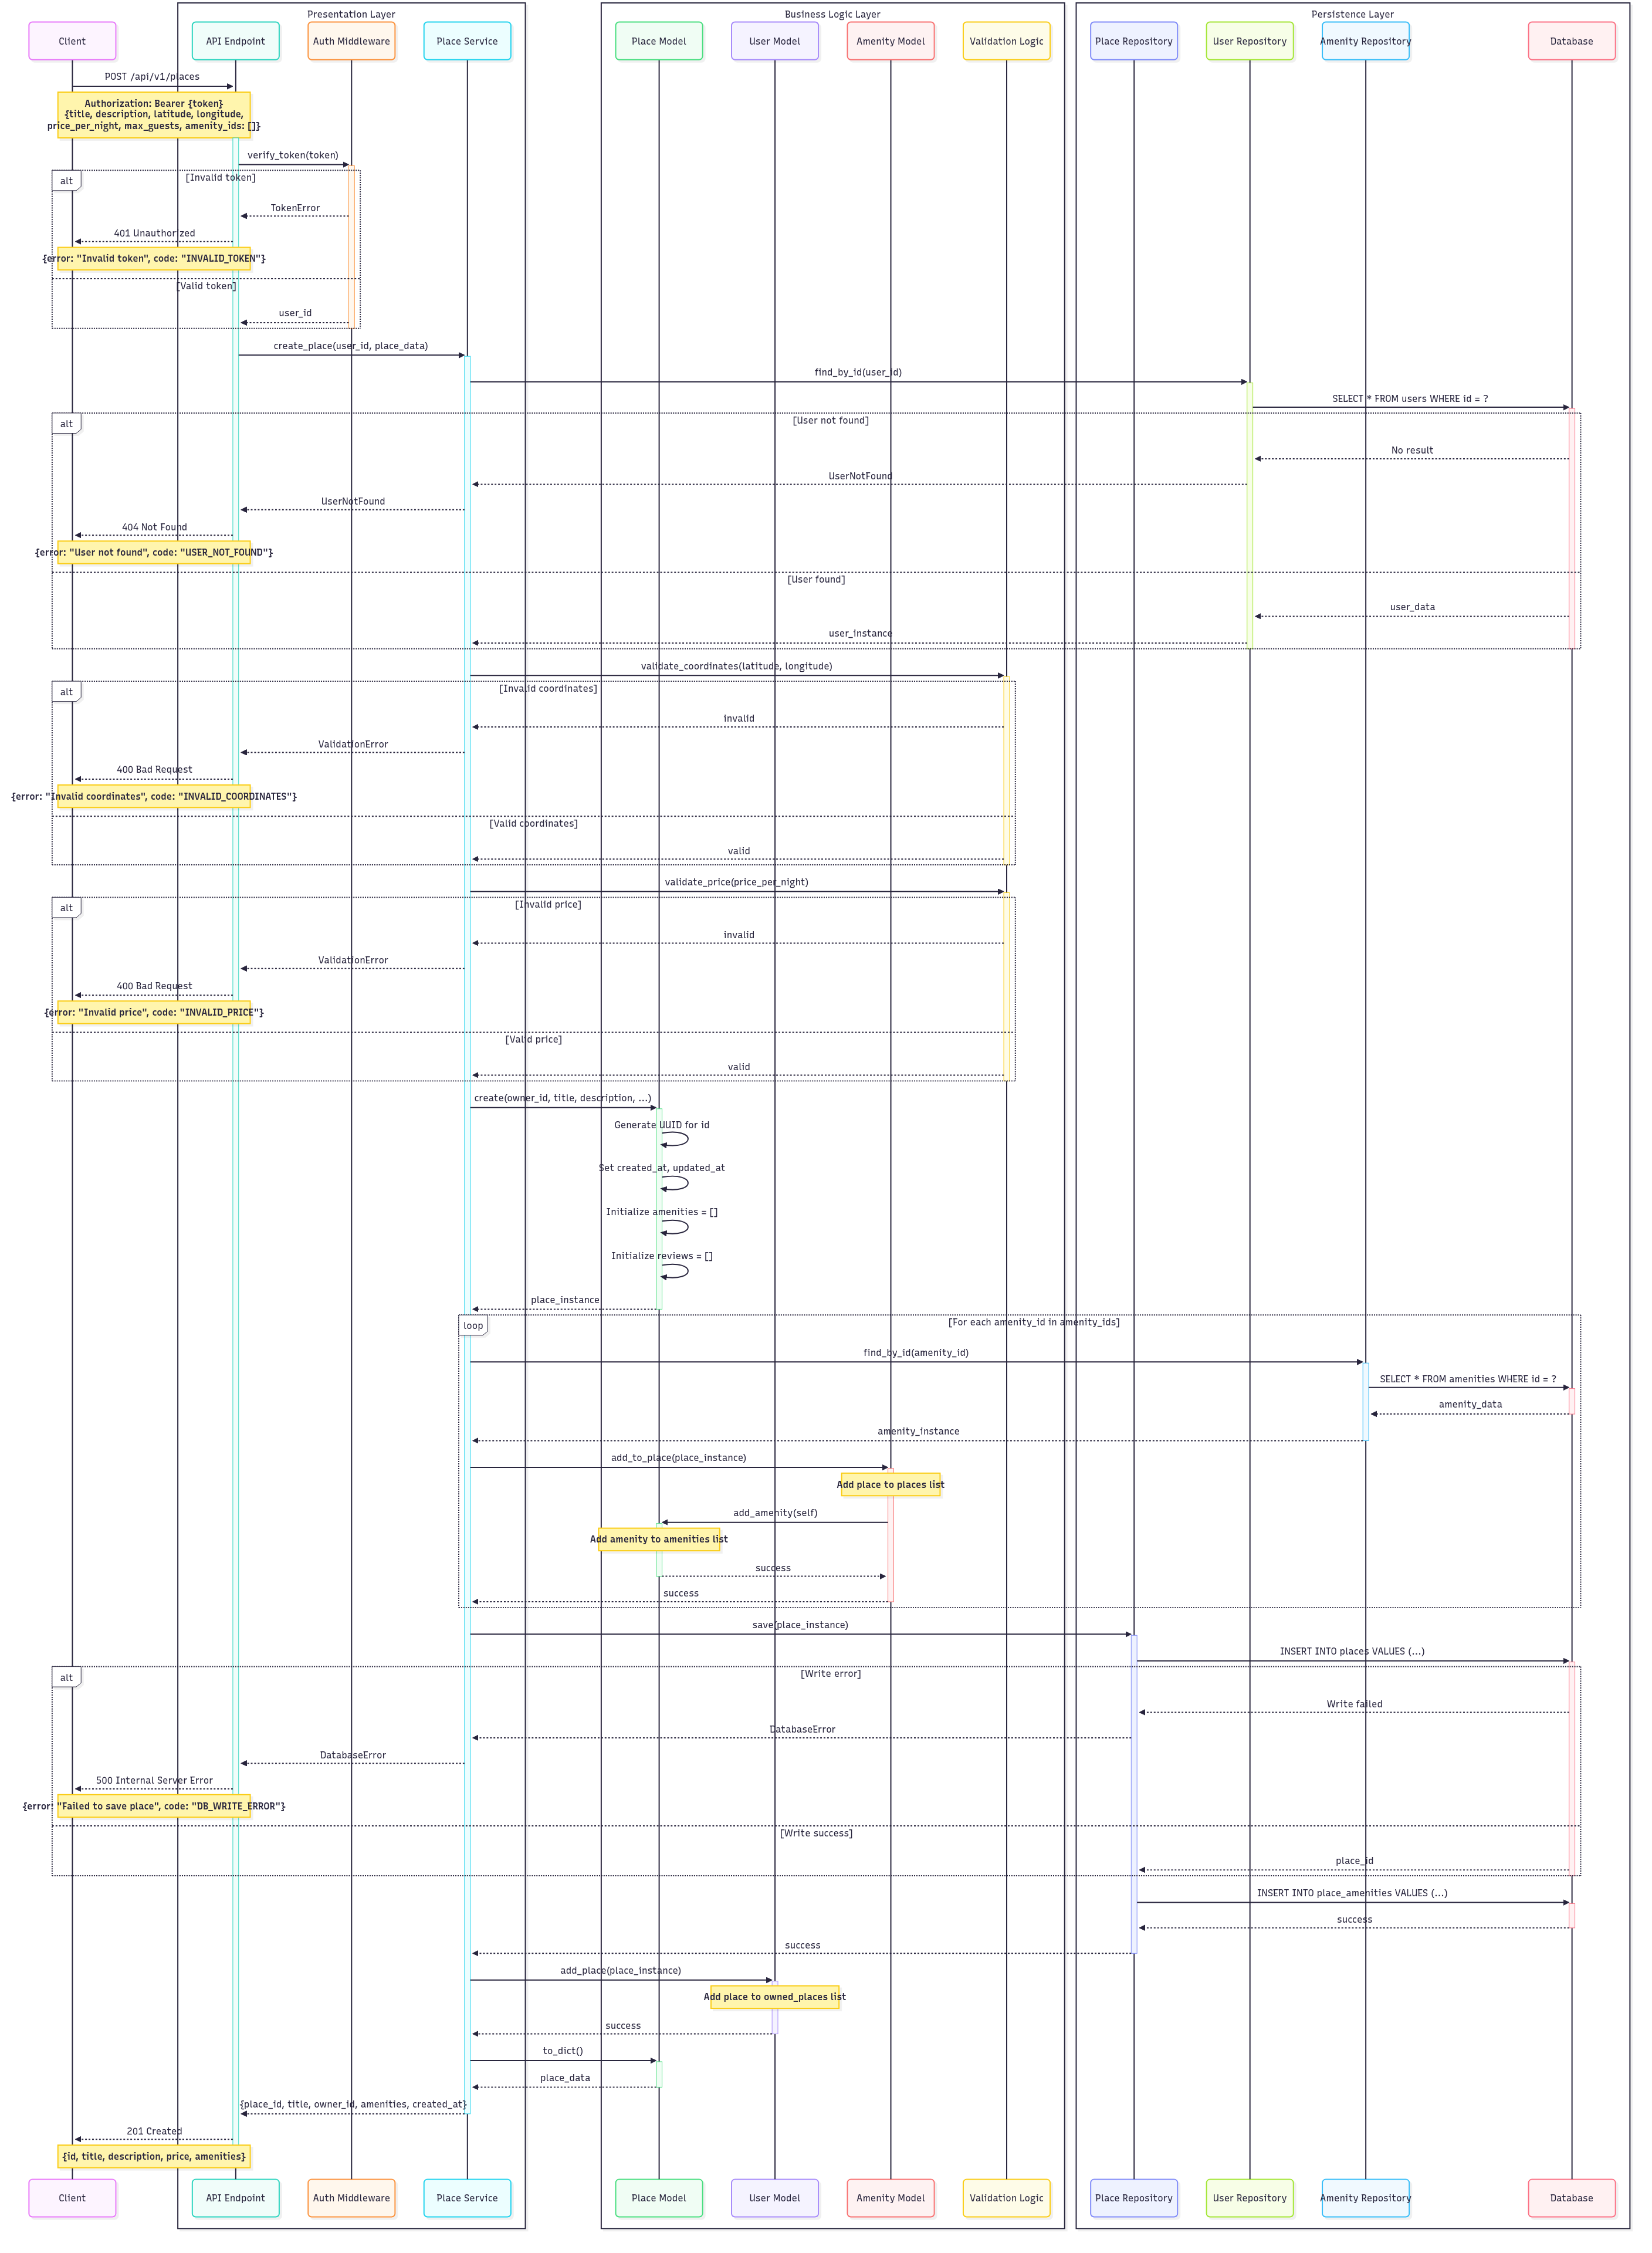 Presentation Layer
Business Logic Layer
Persistence Layer
Client
API Endpoint
Auth Middleware
Place Service
Place Model
User Model
Amenity Model
Validation Logic
Place Repository
User Repository
Amenity Repository
Database
POST /api/v1/places
Authorization: Bearer {token}
{title, description, latitude, longitude,
price_per_night, max_guests, amenity_ids: []}
verify_token(token)
alt
[Invalid token]
TokenError
401 Unauthorized
{error: "Invalid token", code: "INVALID_TOKEN"}
[Valid token]
user_id
create_place(user_id, place_data)
find_by_id(user_id)
SELECT * FROM users WHERE id = ?
alt
[User not found]
No result
UserNotFound
UserNotFound
404 Not Found
{error: "User not found", code: "USER_NOT_FOUND"}
[User found]
user_data
user_instance
validate_coordinates(latitude, longitude)
alt
[Invalid coordinates]
invalid
ValidationError
400 Bad Request
{error: "Invalid coordinates", code: "INVALID_COORDINATES"}
[Valid coordinates]
valid
validate_price(price_per_night)
alt
[Invalid price]
invalid
ValidationError
400 Bad Request
{error: "Invalid price", code: "INVALID_PRICE"}
[Valid price]
valid
create(owner_id, title, description, ...)
Generate UUID for id
Set created_at, updated_at
Initialize amenities = []
Initialize reviews = []
place_instance
loop
[For each amenity_id in amenity_ids]
find_by_id(amenity_id)
SELECT * FROM amenities WHERE id = ?
amenity_data
amenity_instance
add_to_place(place_instance)
Add place to places list
add_amenity(self)
Add amenity to amenities list
success
success
save(place_instance)
INSERT INTO places VALUES (...)
alt
[Write error]
Write failed
DatabaseError
DatabaseError
500 Internal Server Error
{error: "Failed to save place", code: "DB_WRITE_ERROR"}
[Write success]
place_id
INSERT INTO place_amenities VALUES (...)
success
success
add_place(place_instance)
Add place to owned_places list
success
to_dict()
place_data
{place_id, title, owner_id, amenities, created_at}
201 Created
{id, title, description, price, amenities}
Client
API Endpoint
Auth Middleware
Place Service
Place Model
User Model
Amenity Model
Validation Logic
Place Repository
User Repository
Amenity Repository
Database